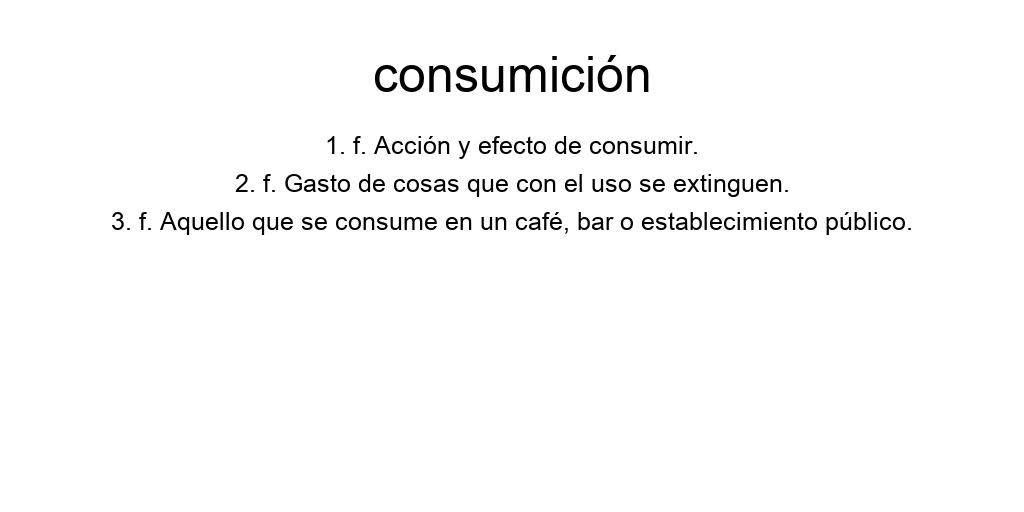 consumición
1. f. Acción y efecto de consumir.
2. f. Gasto de cosas que con el uso se extinguen.
3. f. Aquello que se consume en un café, bar o establecimiento público.